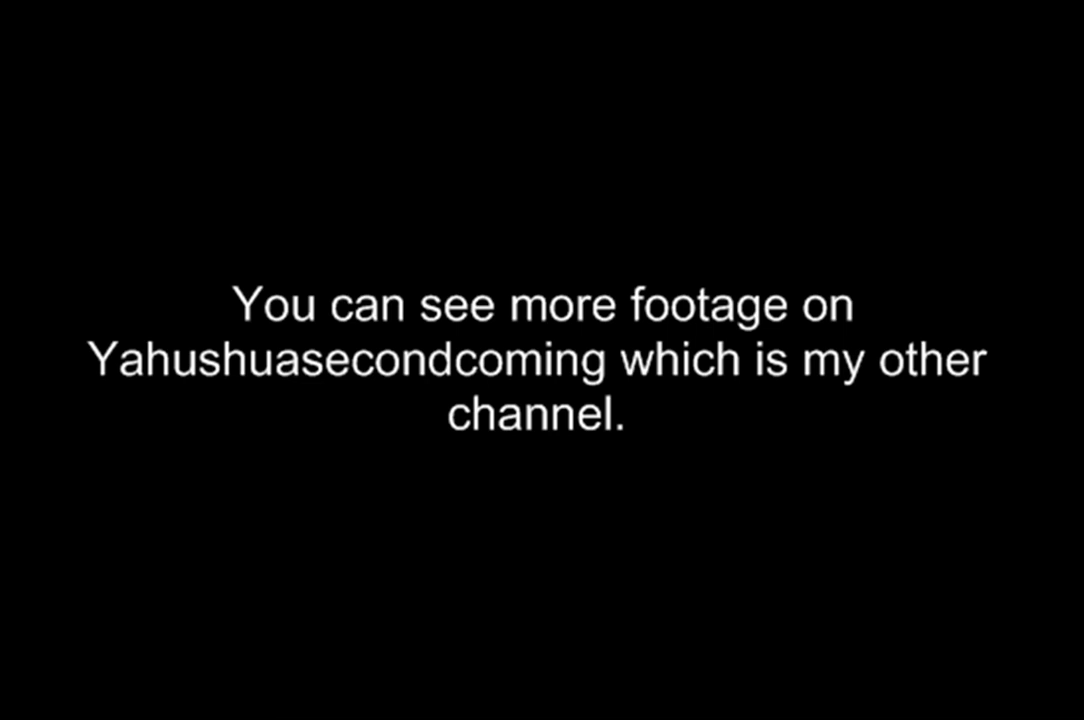 You can see more footage on
Yahushuasecondcoming which is my other
channel.